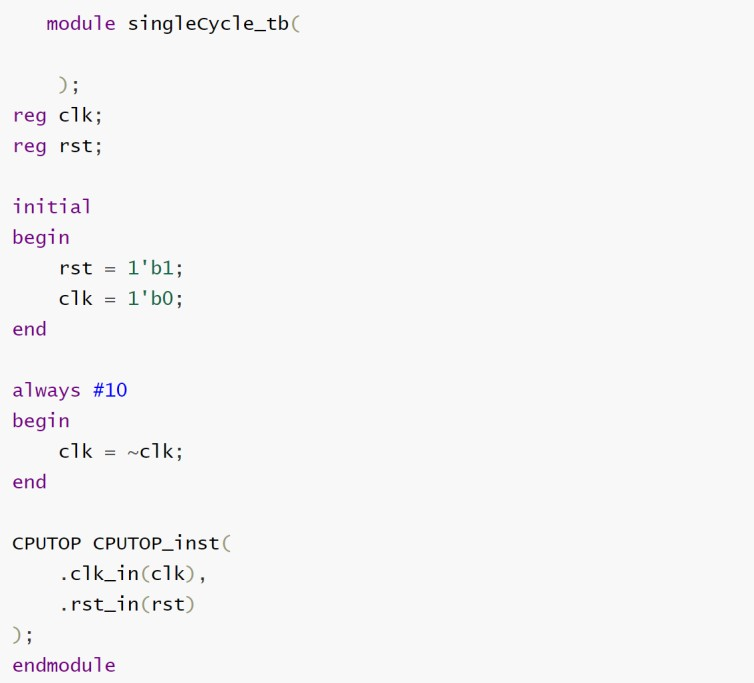 module singleCycle_tb(
);
reg clk;
reg rst;
initial
begin
rst = 1'b1;
clk = 1'b0;
end
always #10
begin
clk = ~clk;
end
CPUTOP CPUTOP_inst(
.clk_in(clk),
.rst_in(rst)
);
endmodule